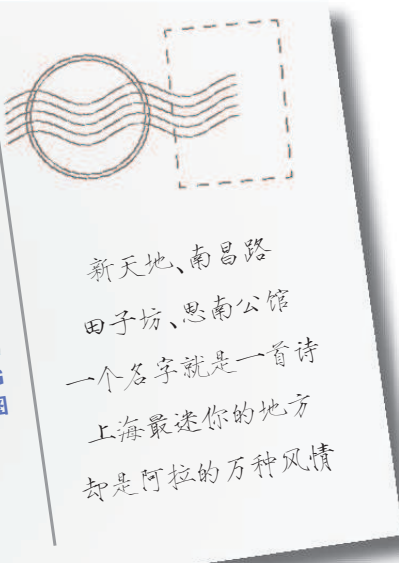 新天地、南昌路
田子坊、思南公馆
一个名字就是一首诗
上海最迷你的地方
却是阿拉的万种风情